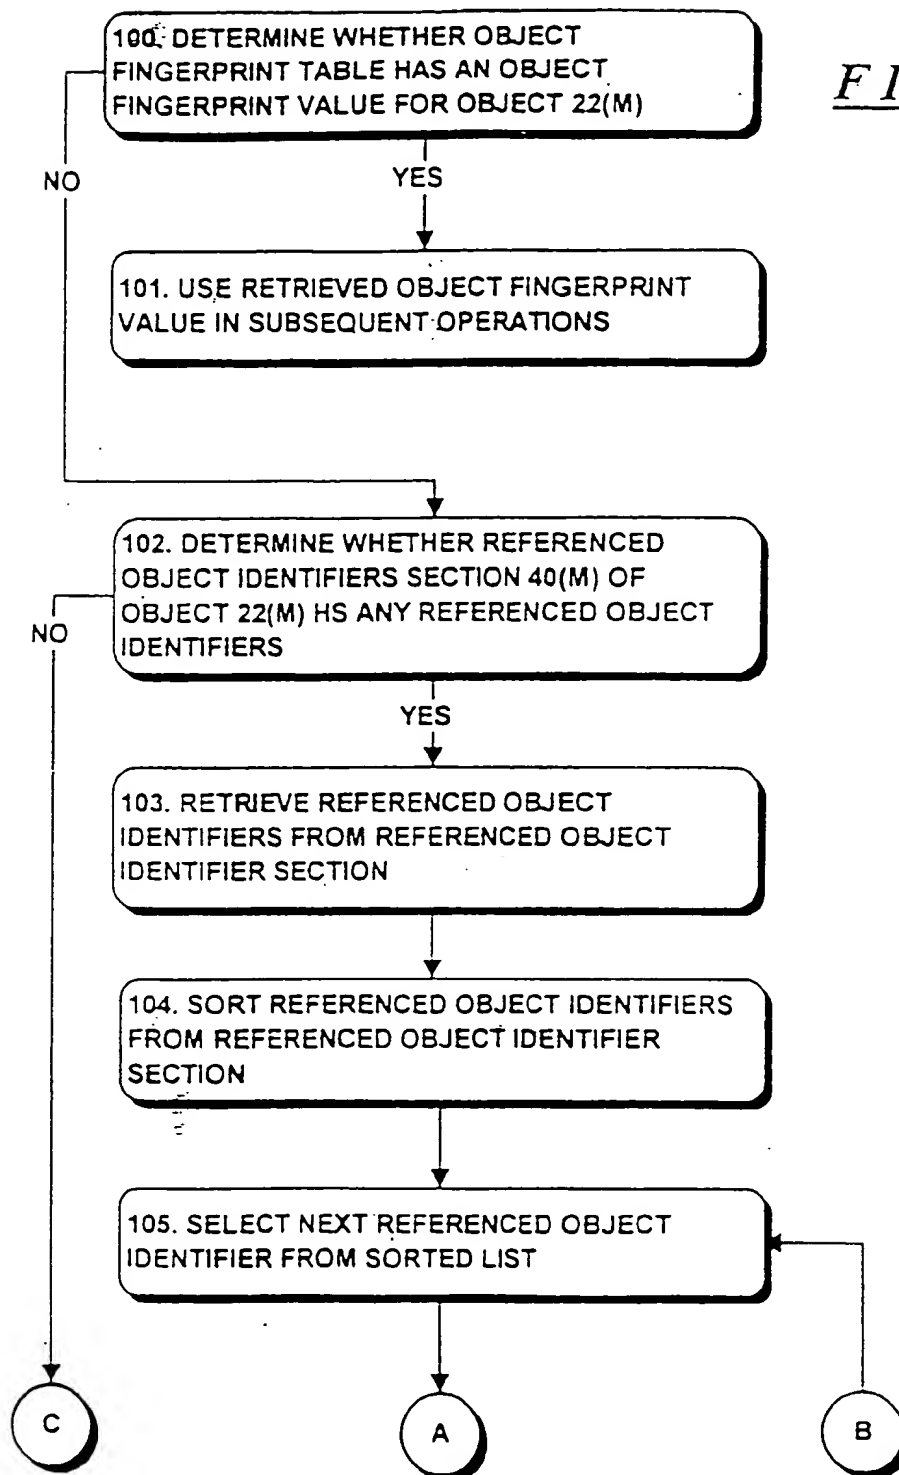 100. DETERMINE WHETHER OBJECT
FINGERPRINT TABLE HAS AN OBJECT
FINGERPRINT VALUE FOR OBJECT 22(M)
F I
NO
YES
101. USE RETRIEVED OBJECT FINGERPRINT
VALUE IN SUBSEQUENT OPERATIONS
102. DETERMINE WHETHER REFERENCED
OBJECT IDENTIFIERS SECTION 40(M) OF
OBJECT 22(M) HS ANY REFERENCED OBJECT
IDENTIFIERS
NO
YES
103. RETRIEVE REFERENCED OBJECT
IDENTIFIERS FROM REFERENCED OBJECT
IDENTIFIER SECTION
104. SORT REFERENCED OBJECT IDENTIFIERS
FROM REFERENCED OBJECT IDENTIFIER
SECTION
105. SELECT NEXT REFERENCED OBJECT
IDENTIFIER FROM SORTED LIST
C
A
B